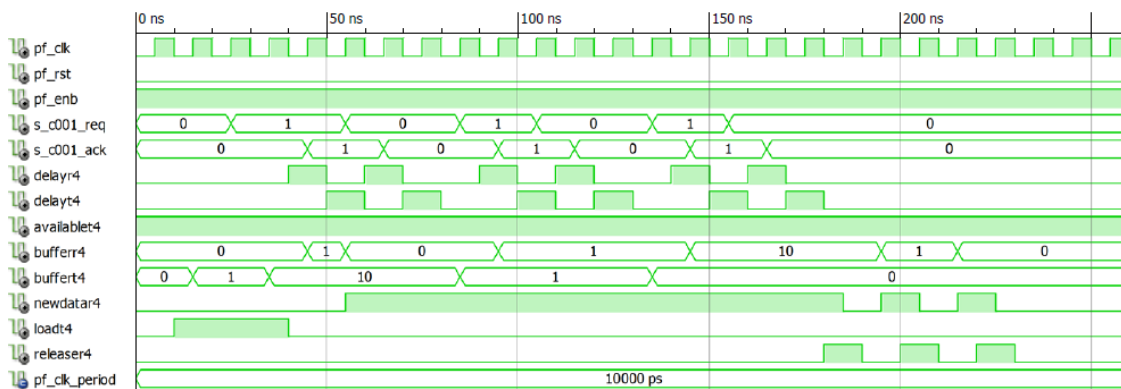 0 ns 50 ns 100 ns 150 ns 200 ns
pf_clk
pf_rst
pf_enb
s_c001_req 0 1 0 1 0 1 0
s_c001_ack 0 1 0 1 0 1 0
delayr4
delayt4
availablet4
bufferr4 0 1 0 1 10 1 0
buffert4 0 1 10 1 0
newdatar4
loadt4
releaser4
pf_clk_period 10000 ps